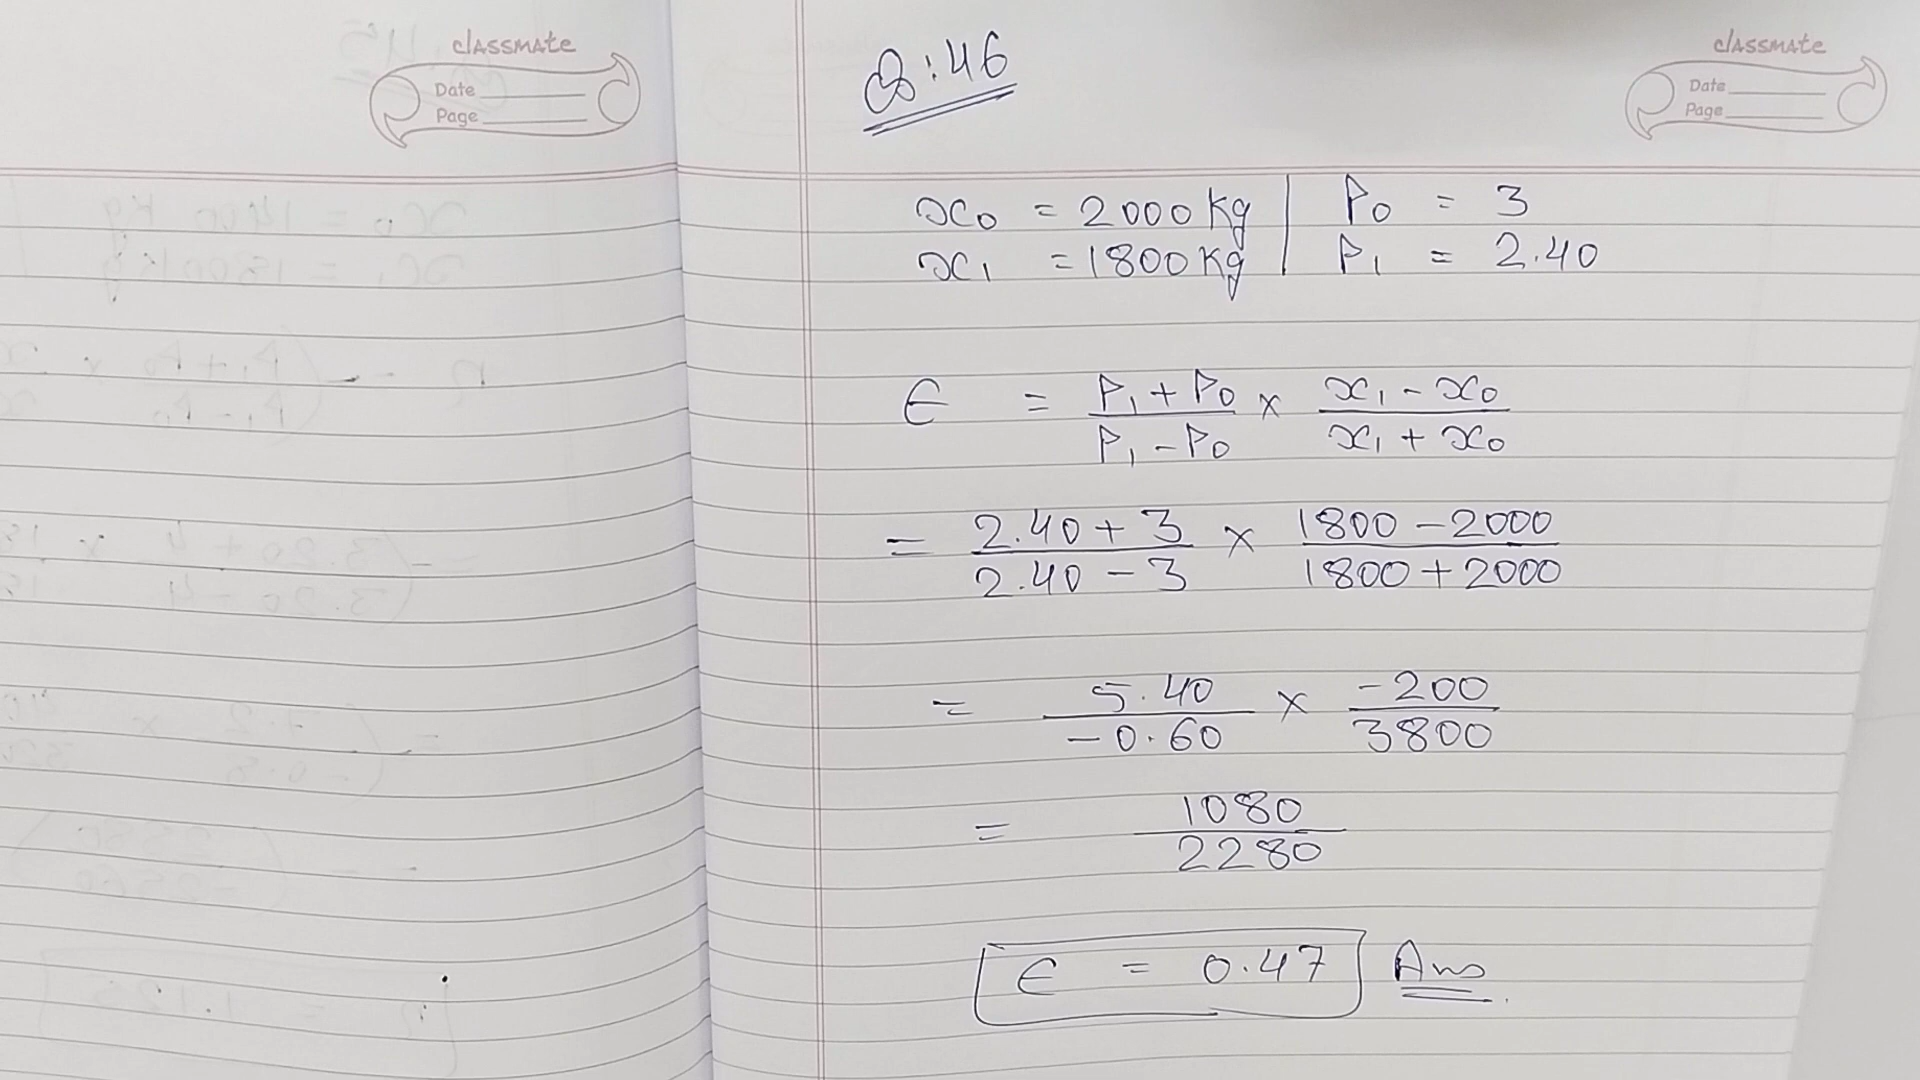 classmate
Date
Page
Q:46
classmate
Date
Page
x0 = 2000 kg | P0 = 3
x1 = 1800 kg | P1 = 2.40
E = P1 + P0 / P1 - P0 × x1 - x0 / x1 + x0
= 2.40 + 3 / 2.40 - 3 × 1800 - 2000 / 1800 + 2000
= 5.40 / -0.60 × -200 / 3800
= 1080 / 2280
E = 0.47 Ans